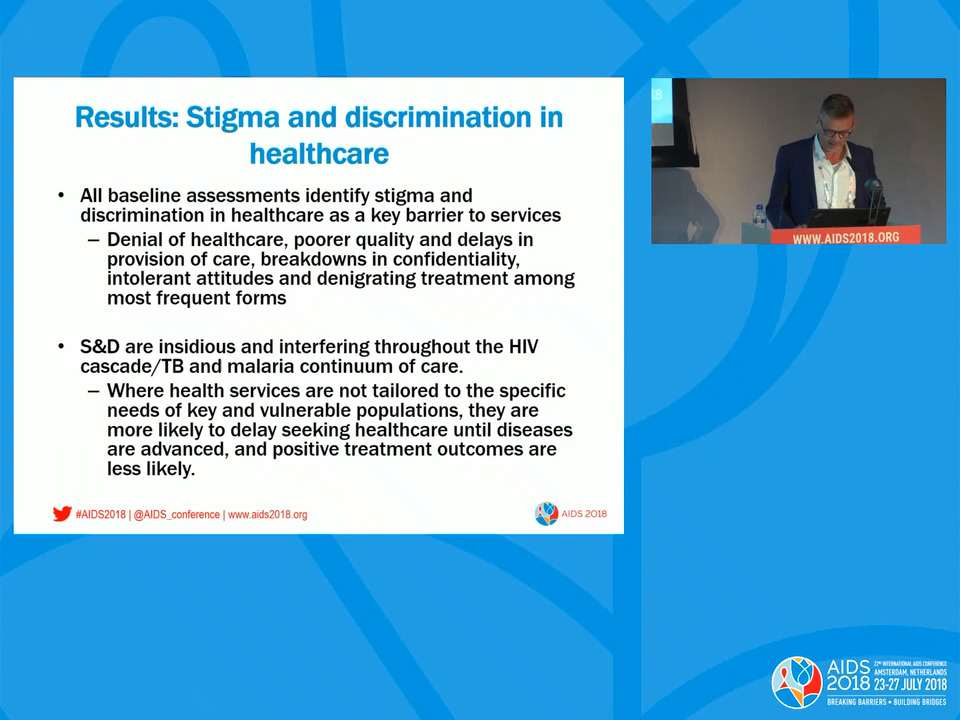 Results: Stigma and discrimination in
healthcare
• All baseline assessments identify stigma and
discrimination in healthcare as a key barrier to services
– Denial of healthcare, poorer quality and delays in
provision of care, breakdowns in confidentiality,
intolerant attitudes and denigrating treatment among
most frequent forms
• S&D are insidious and interfering throughout the HIV
cascade/TB and malaria continuum of care.
– Where health services are not tailored to the specific
needs of key and vulnerable populations, they are
more likely to delay seeking healthcare until diseases
are advanced, and positive treatment outcomes are
less likely.
#AIDS2018 | @AIDS_conference | www.aids2018.org
AIDS 2018
18
WWW.AIDS2018.ORG
AIDS
2018
22ND INTERNATIONAL AIDS CONFERENCE
AMSTERDAM, NETHERLANDS
23-27 JULY 2018
BREAKING BARRIERS • BUILDING BRIDGES